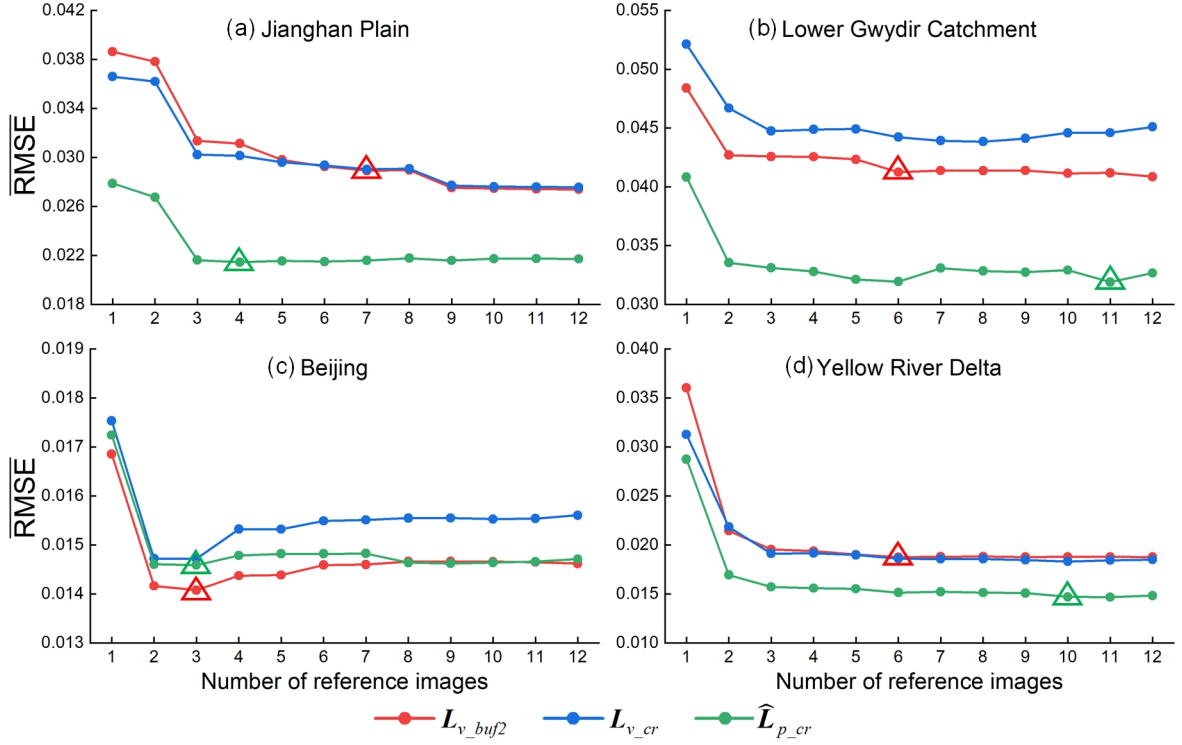 (a) Jianghan Plain
0.042
0.038
0.034
0.030
0.026
0.022
0.018
RMSE
1 2 3 4 5 6 7 8 9 10 11 12
(b) Lower Gwydir Catchment
0.055
0.050
0.045
0.040
0.035
0.030
1 2 3 4 5 6 7 8 9 10 11 12
(c) Beijing
0.019
0.018
0.017
0.016
0.015
0.014
0.013
RMSE
1 2 3 4 5 6 7 8 9 10 11 12
Number of reference images
(d) Yellow River Delta
0.040
0.035
0.030
0.025
0.020
0.015
0.010
1 2 3 4 5 6 7 8 9 10 11 12
Number of reference images
L_v_buf2 L_v_cr L̂_p_cr